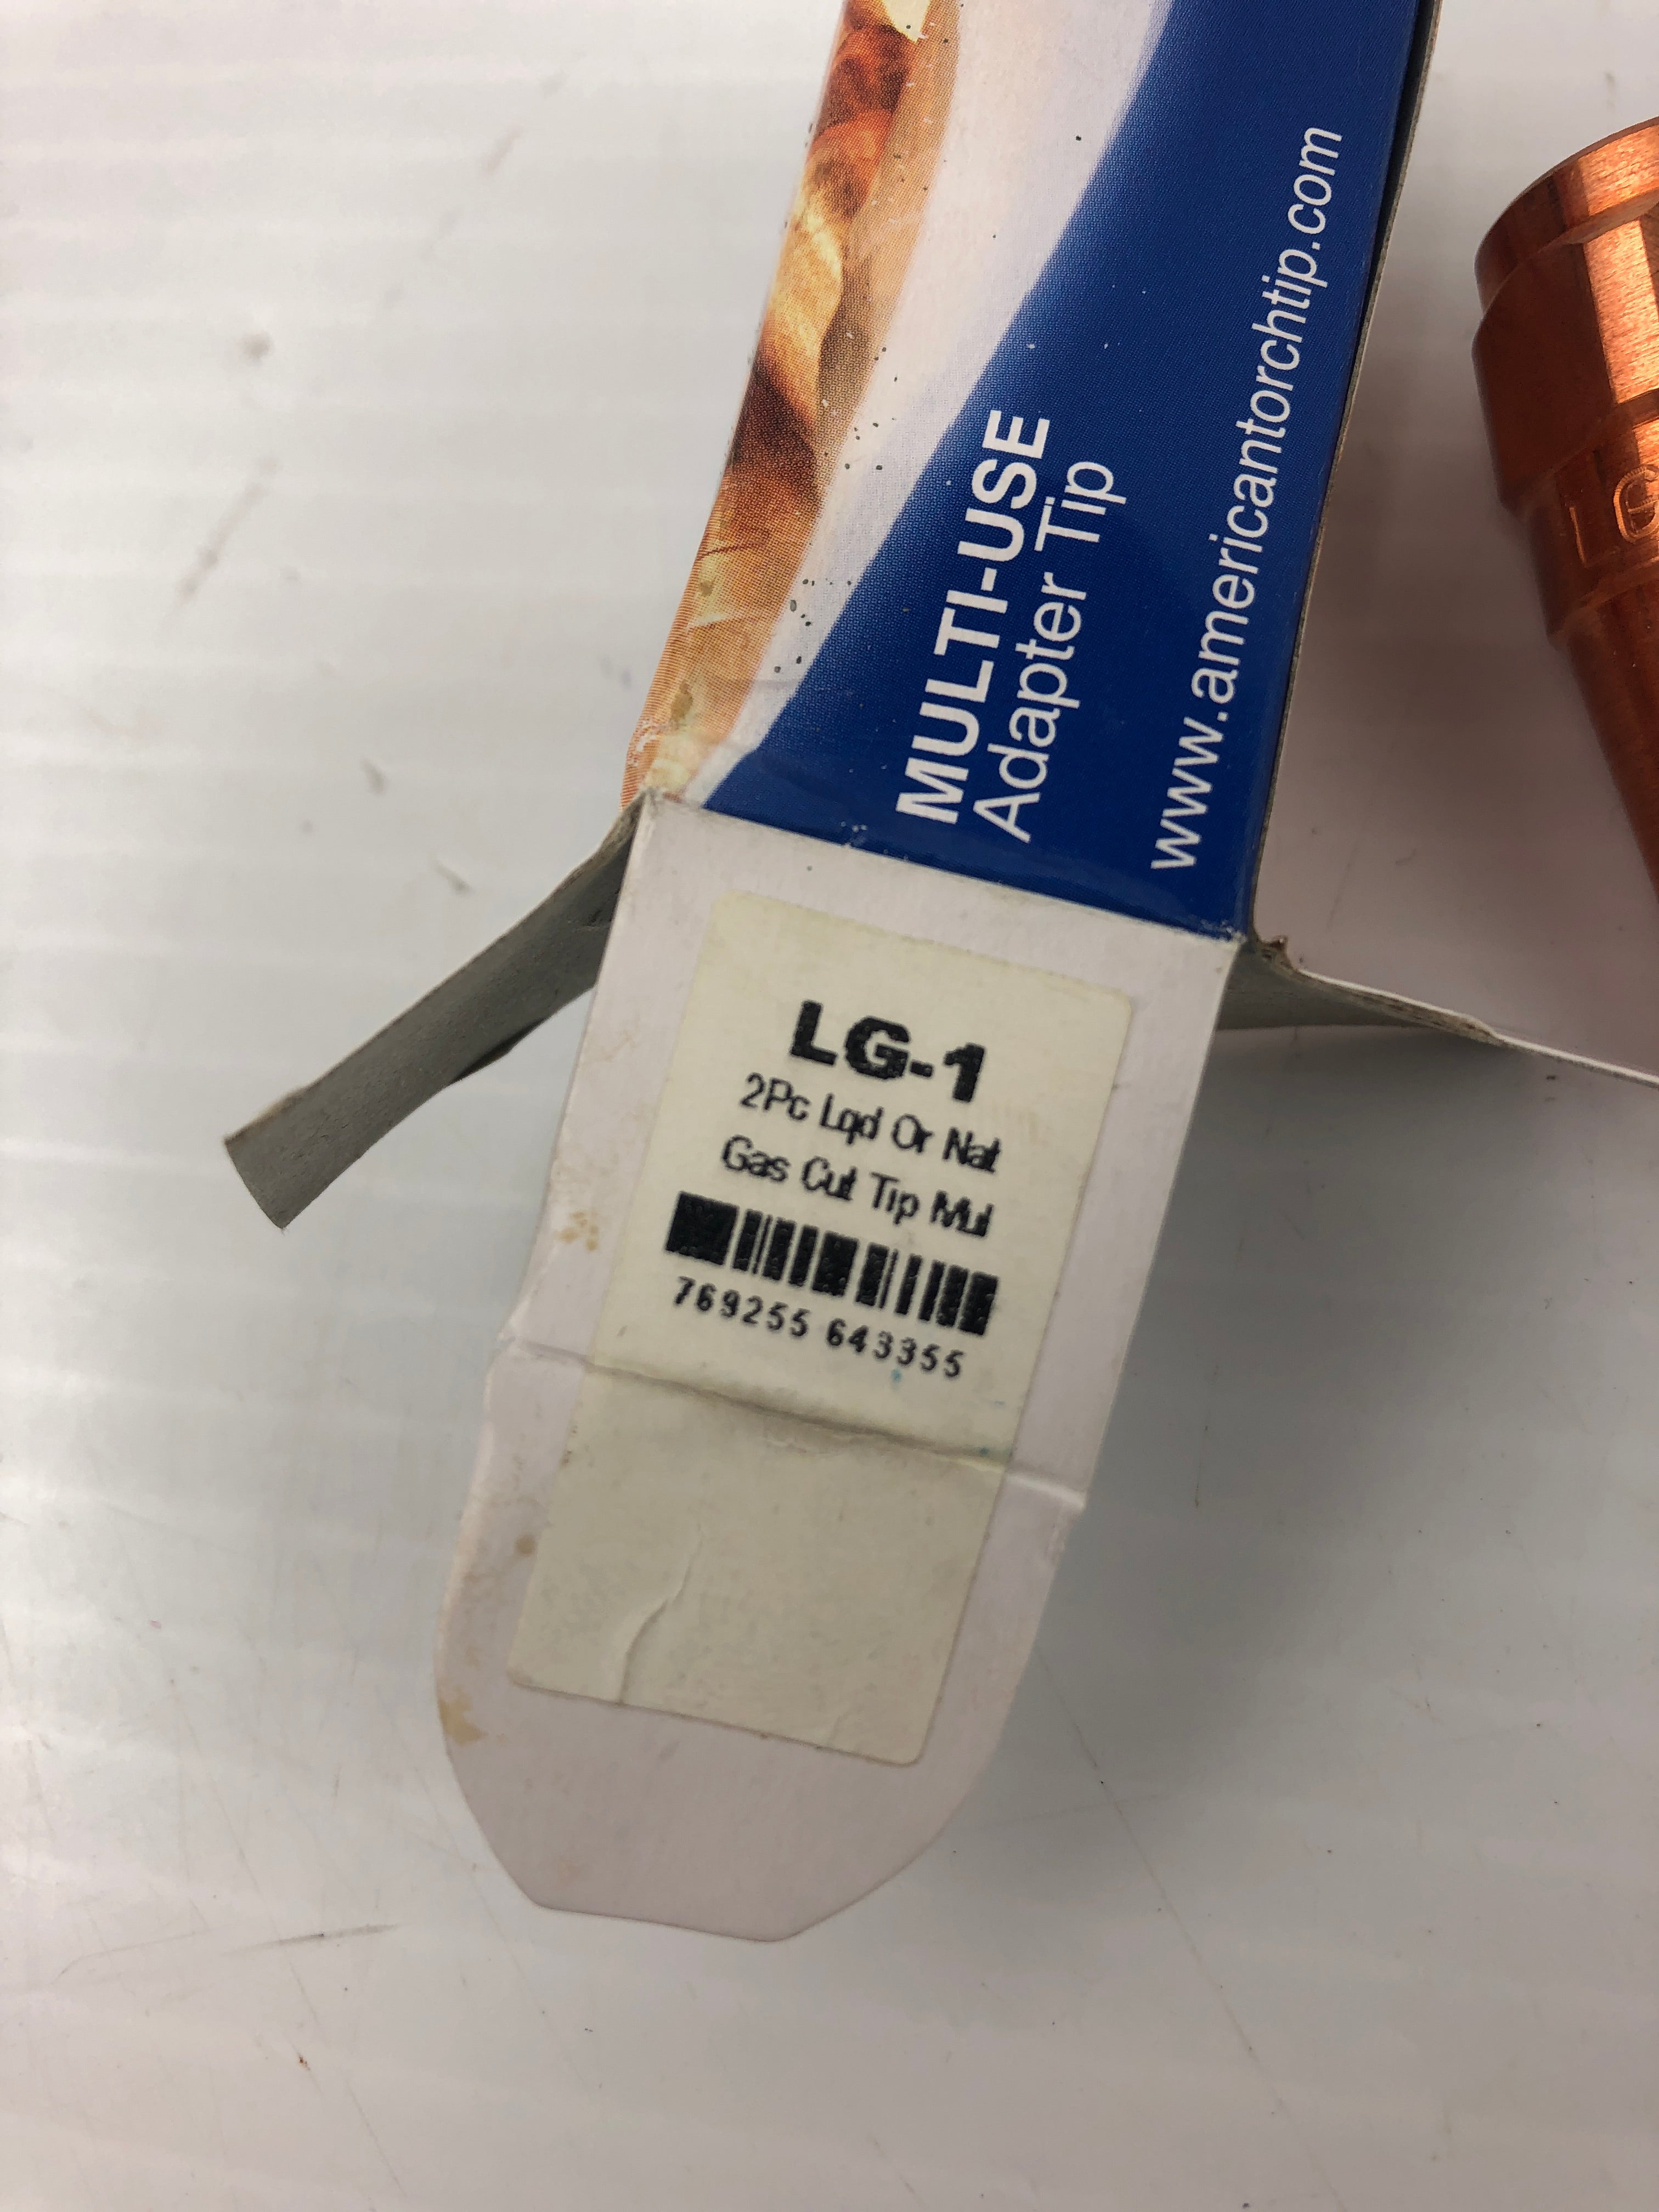 MULTI-USE
Adapter Tip
www.americantorchtip.com
LG-1
2Pc Lqd Or Nat
Gas Cut Tip Mul
769255 643355
LG